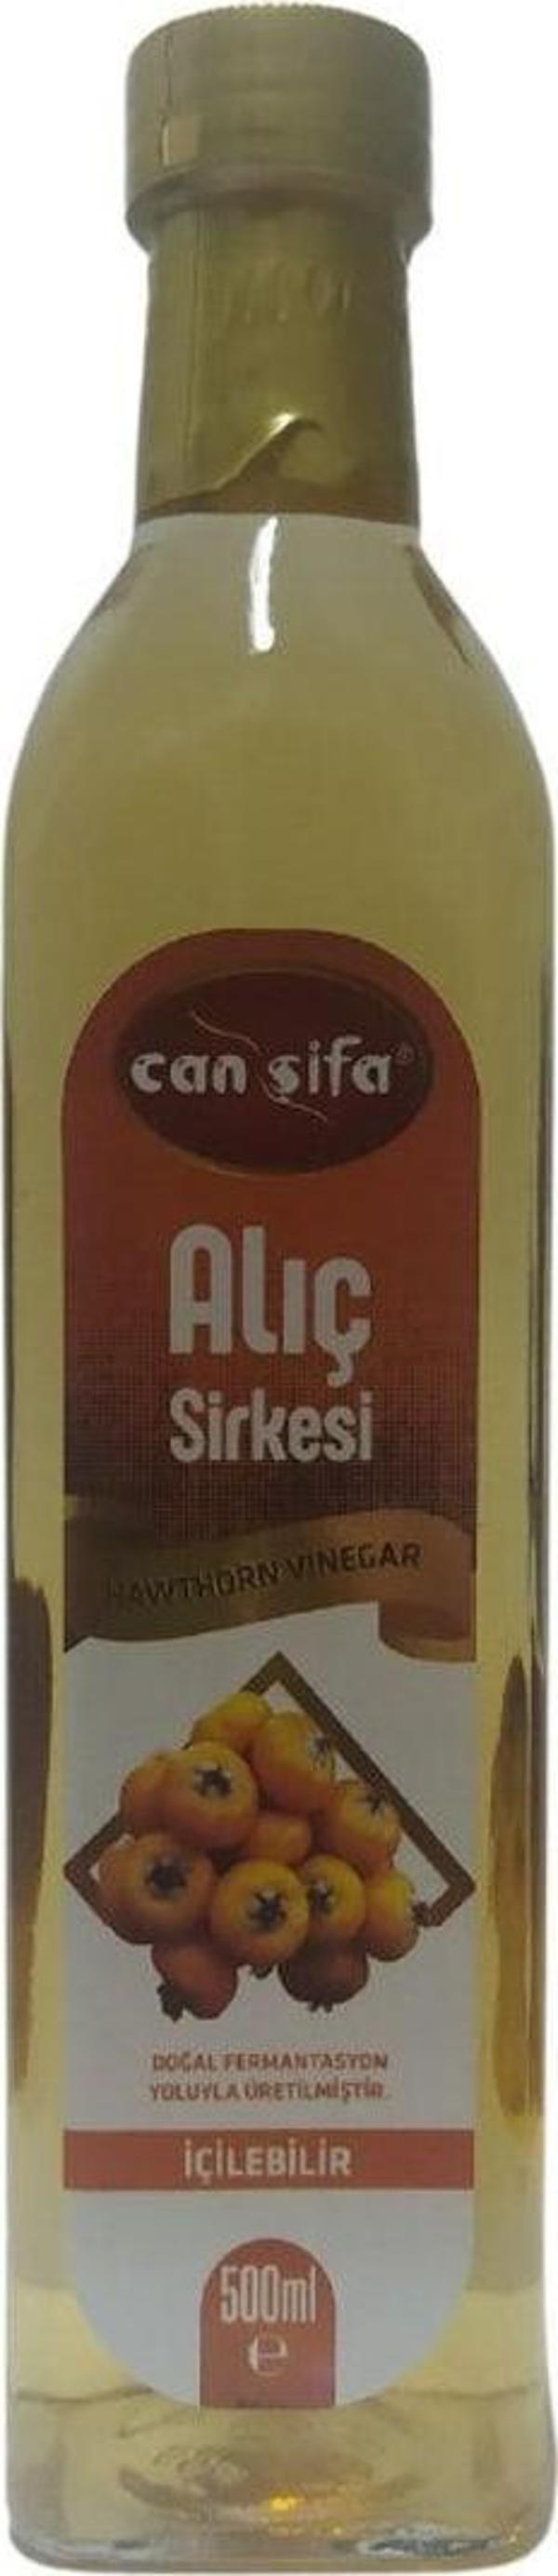 can şifa®
Alıç
Sirkesi
HAWTHORN VINEGAR
DOĞAL FERMANTASYON
YOLUYLA ÜRETİLMİŞTİR.
İÇİLEBİLİR
500ml
e